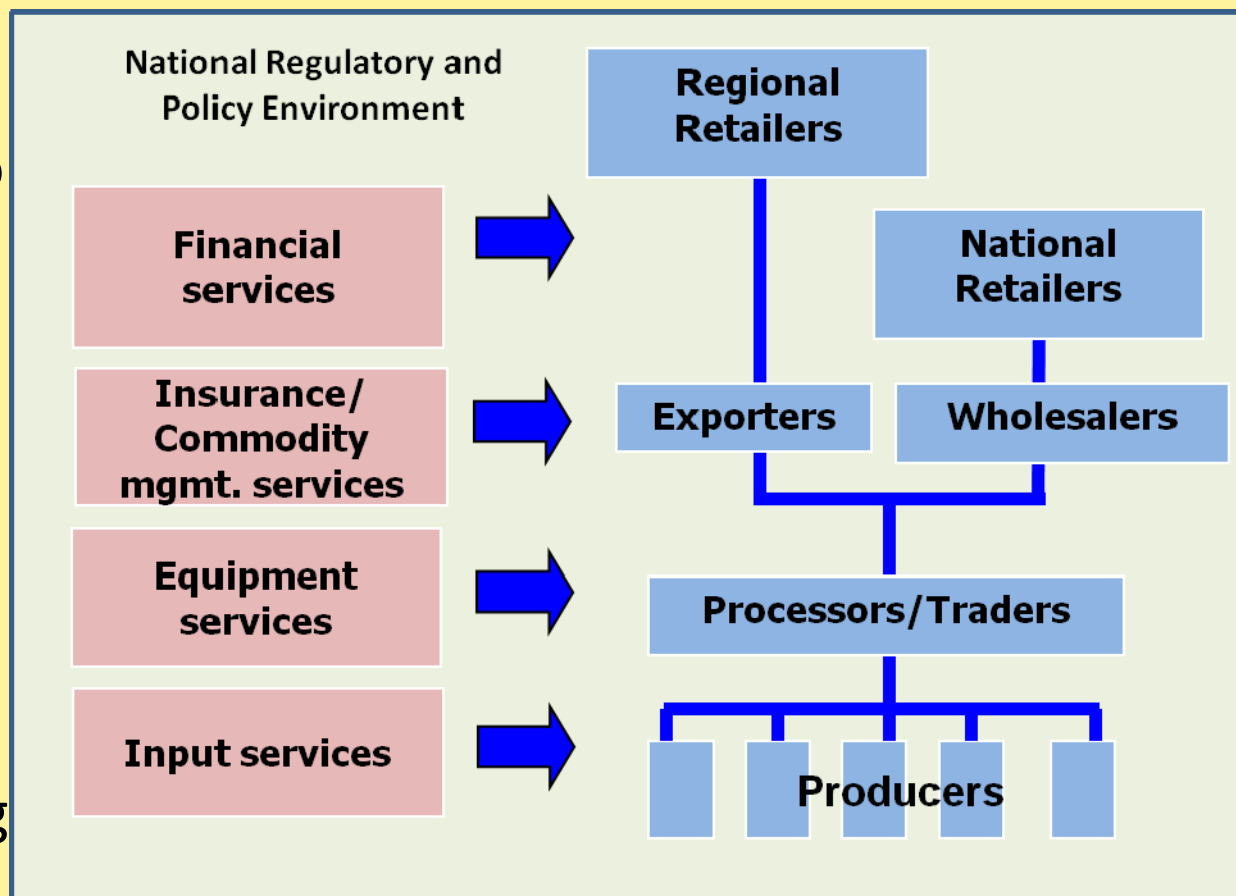 National Regulatory and
Policy Environment
Regional
Retailers
Financial
services
National
Retailers
Insurance/
Commodity
mgmt. services
Exporters
Wholesalers
Equipment
services
Processors/Traders
Input services
Producers
g